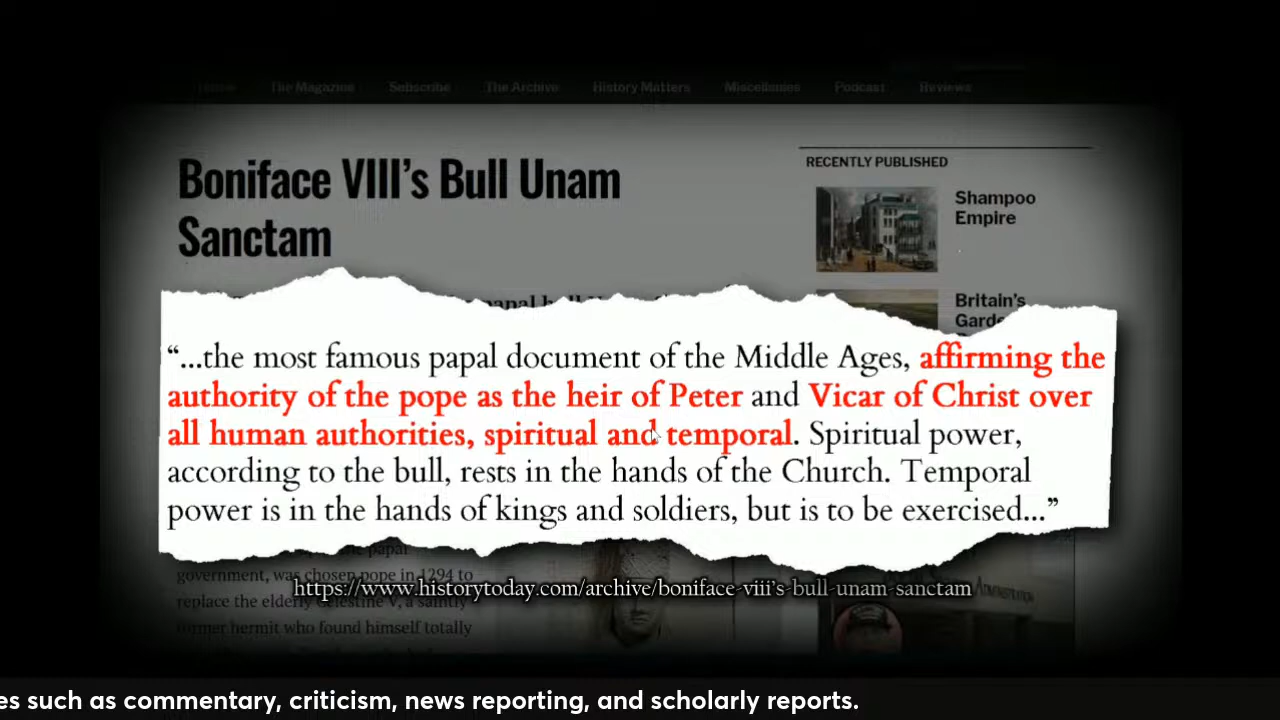 Home The Magazine Subscribe The Archive History Matters Miscellanies Podcast Reviews
Boniface VIII's Bull Unam
Sanctam
RECENTLY PUBLISHED
Shampoo
Empire
Britain's
“...the most famous papal document of the Middle Ages, affirming the
authority of the pope as the heir of Peter and Vicar of Christ over
all human authorities, spiritual and temporal. Spiritual power,
according to the bull, rests in the hands of the Church. Temporal
power is in the hands of kings and soldiers, but is to be exercised...”
papal
government, was chosen pope in 1294 to
replace the elderly Celestine V, a saintly
former hermit who found himself totally
https://www.historytoday.com/archive/boniface-viii's-bull-unam-sanctam
es such as commentary, criticism, news reporting, and scholarly reports.